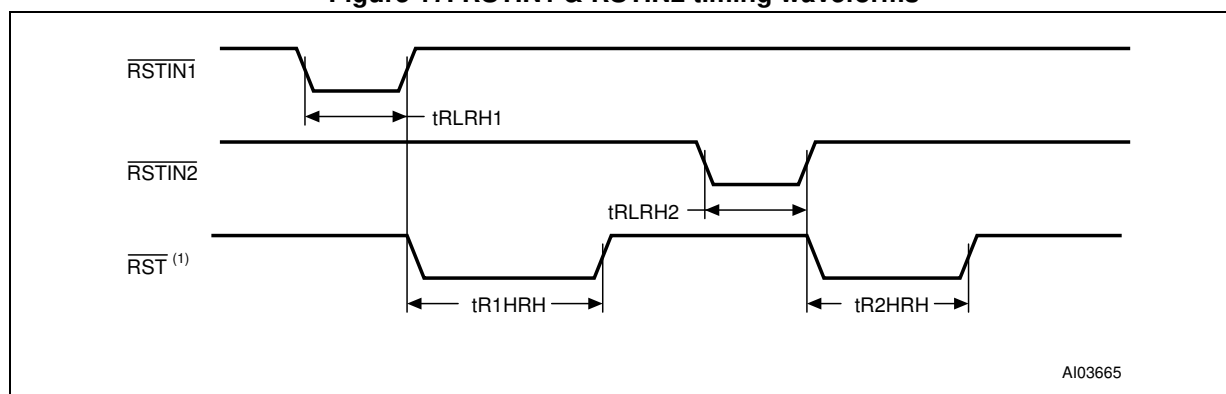 RSTIN1
tRLRH1
RSTIN2
tRLRH2
RST (1)
tR1HRH
tR2HRH
AI03665